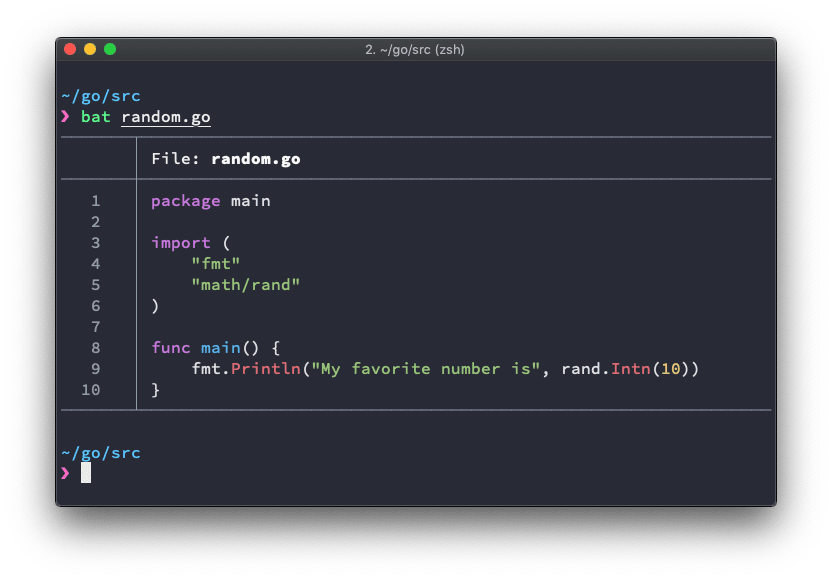 2. ~/go/src (zsh)
~/go/src
❯ bat random.go
File: random.go
1 package main
2
3 import (
4     "fmt"
5     "math/rand"
6 )
7
8 func main() {
9     fmt.Println("My favorite number is", rand.Intn(10))
10 }
~/go/src
❯